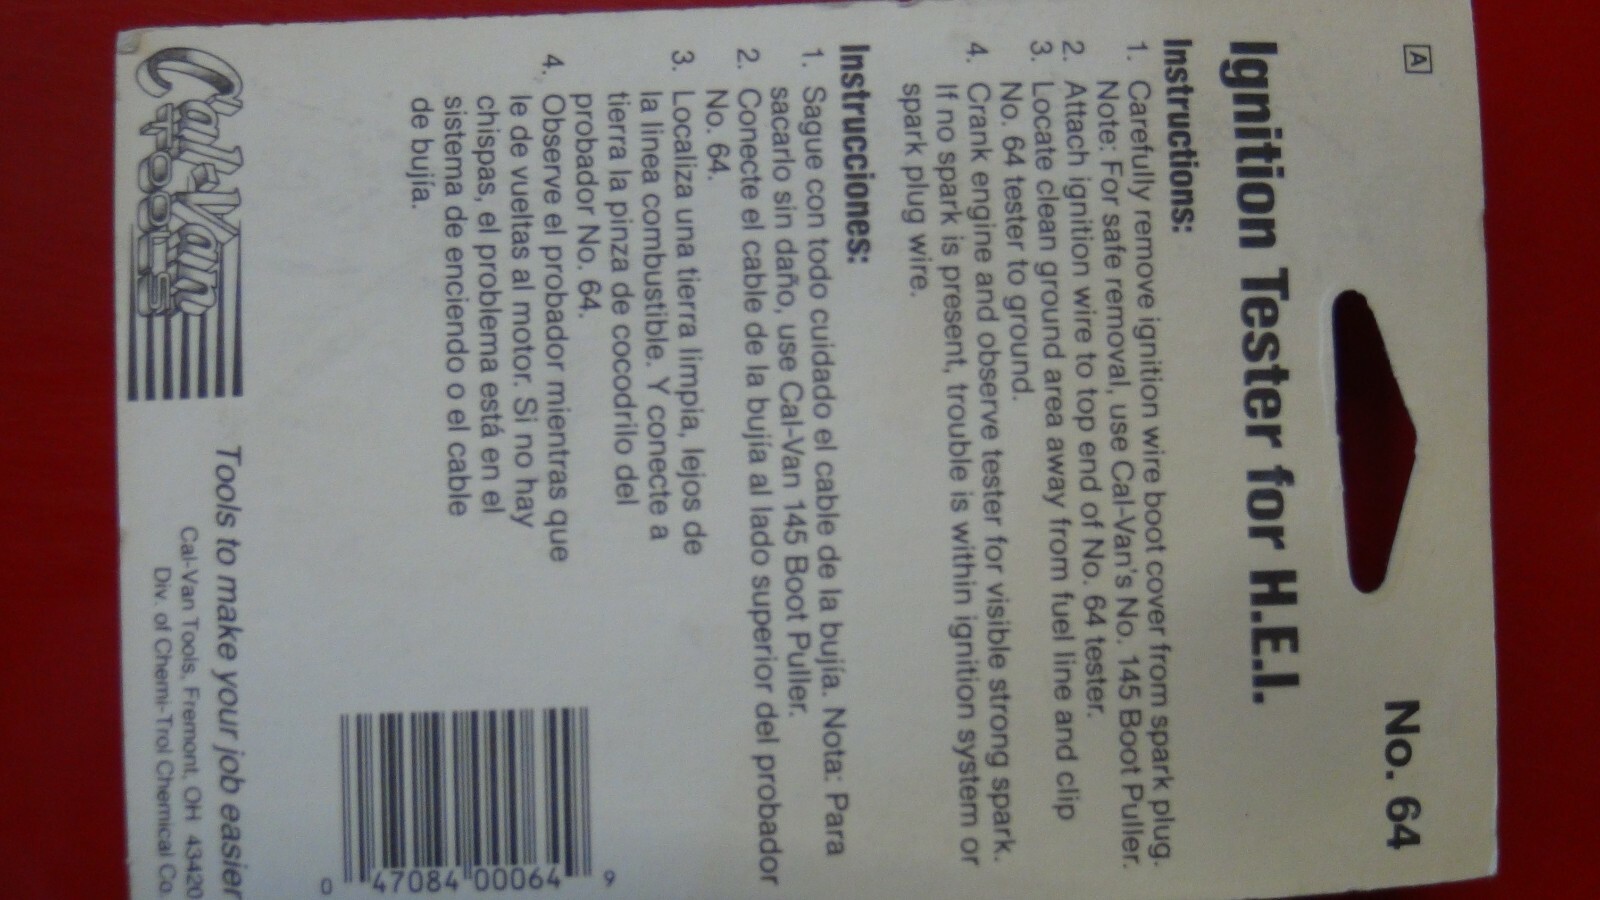 A
No. 64
Ignition Tester for H.E.I.
Instructions:
1. Carefully remove ignition wire boot cover from spark plug.
Note: For safe removal, use Cal-Van's No. 145 Boot Puller.
2. Attach ignition wire to top end of No. 64 tester.
3. Locate clean ground area away from fuel line and clip
No. 64 tester to ground.
4. Crank engine and observe tester for visible strong spark.
If no spark is present, trouble is within ignition system or
spark plug wire.
Instrucciones:
1. Sague con todo cuidado el cable de la bujía. Nota: Para
sacarlo sin daño, use Cal-Van 145 Boot Puller.
2. Conecte el cable de la bujía al lado superior del probador
No. 64.
3. Localiza una tierra limpia, lejos de
la linea combustible. Y conecte a
tierra la pinza de cocodrilo del
probador No. 64.
4. Observe el probador mientras que
le de vueltas al motor. Si no hay
chispas, el problema está en el
sistema de enciendo o el cable
de bujía.
0 47084 00064 9
Cal-Van
TOOLS
Tools to make your job easier
Cal-Van Tools, Fremont, OH 43420
Div. of Chemi-Trol Chemical Co.